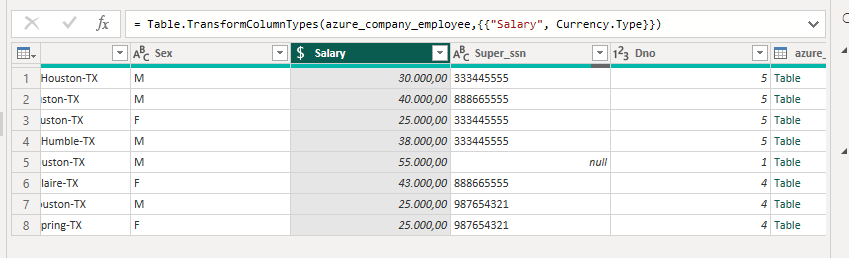 = Table.TransformColumnTypes(azure_company_employee,{{"Salary", Currency.Type}})
ABC Sex $ Salary ABC Super_ssn 123 Dno azure_
1 Houston-TX M 30.000,00 333445555 5 Table
2 ston-TX M 40.000,00 888665555 5 Table
3 uston-TX F 25.000,00 333445555 5 Table
4 Humble-TX M 38.000,00 333445555 5 Table
5 uston-TX M 55.000,00 null 1 Table
6 laire-TX F 43.000,00 888665555 4 Table
7 ouston-TX M 25.000,00 987654321 4 Table
8 pring-TX F 25.000,00 987654321 4 Table